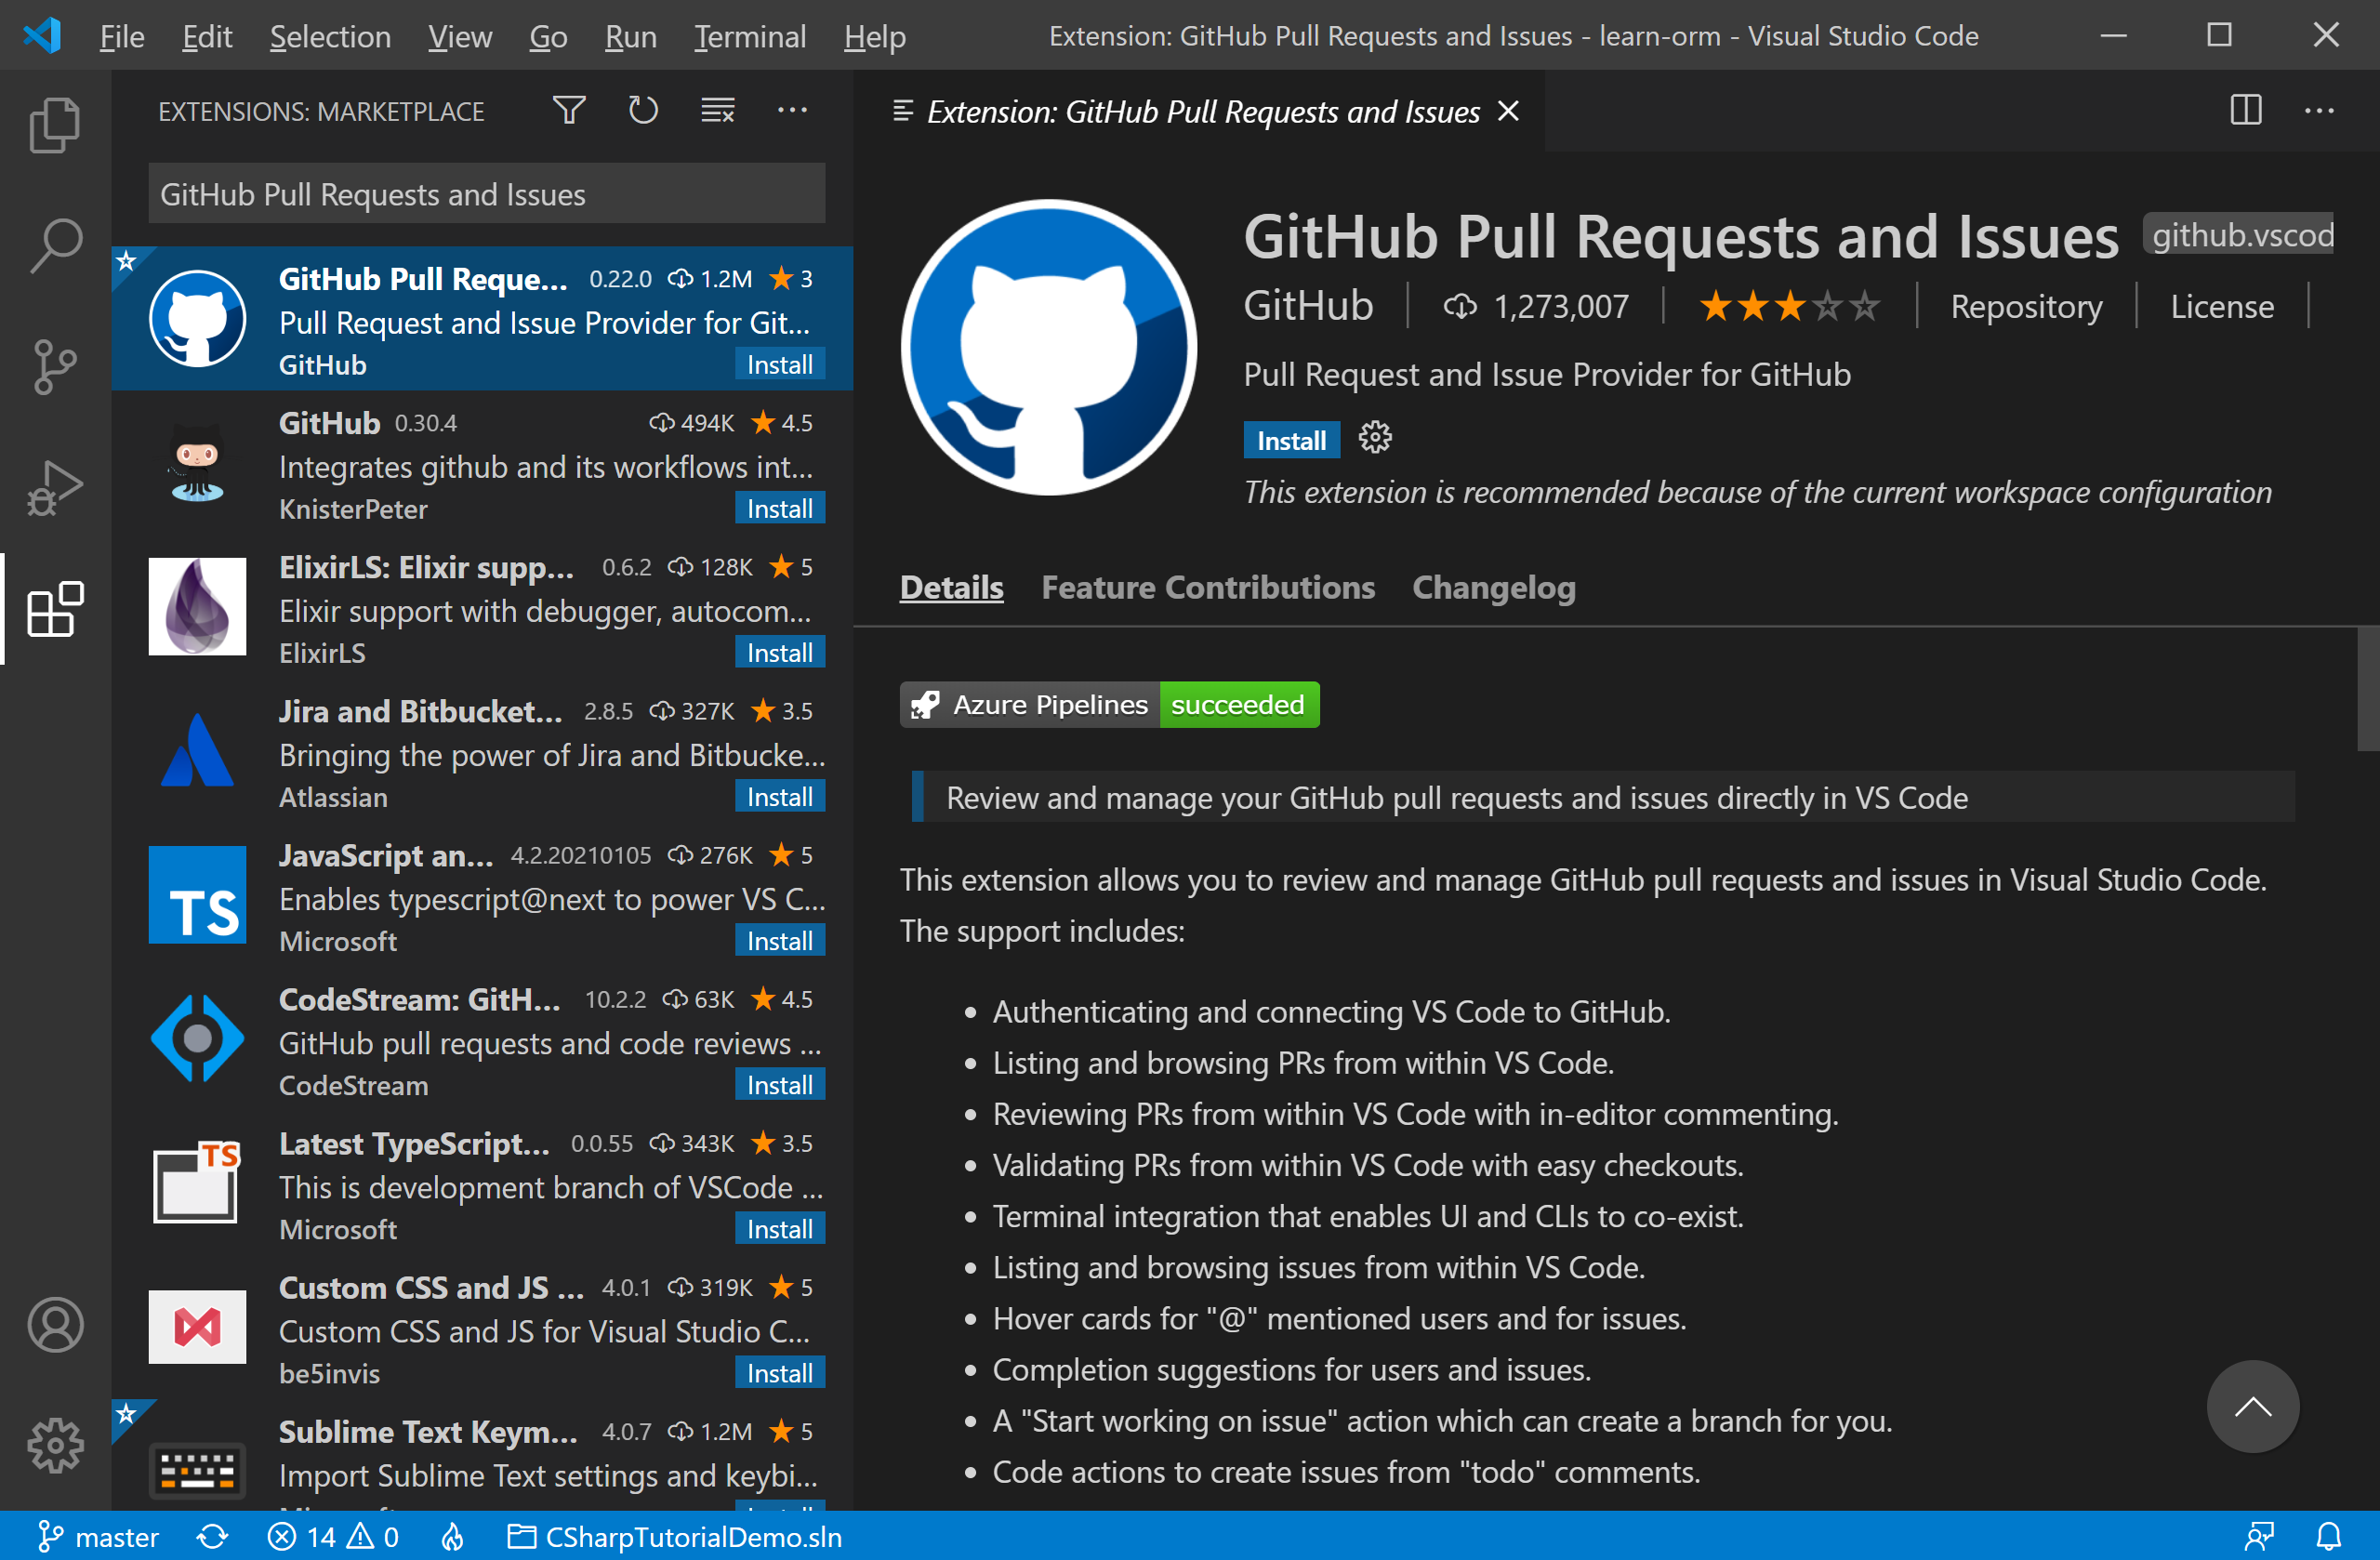 File Edit Selection View Go Run Terminal Help Extension: GitHub Pull Requests and Issues - learn-orm - Visual Studio Code
EXTENSIONS: MARKETPLACE
GitHub Pull Requests and Issues
GitHub Pull Reque... 0.22.0 1.2M 3
Pull Request and Issue Provider for Git...
GitHub Install
GitHub 0.30.4 494K 4.5
Integrates github and its workflows int...
KnisterPeter Install
ElixirLS: Elixir supp... 0.6.2 128K 5
Elixir support with debugger, autocom...
ElixirLS Install
Jira and Bitbucket... 2.8.5 327K 3.5
Bringing the power of Jira and Bitbucke...
Atlassian Install
TS
JavaScript an... 4.2.20210105 276K 5
Enables typescript@next to power VS C...
Microsoft Install
CodeStream: GitH... 10.2.2 63K 4.5
GitHub pull requests and code reviews ...
CodeStream Install
TS
Latest TypeScript... 0.0.55 343K 3.5
This is development branch of VSCode ...
Microsoft Install
Custom CSS and JS ... 4.0.1 319K 5
Custom CSS and JS for Visual Studio C...
be5invis Install
Sublime Text Keym... 4.0.7 1.2M 5
Import Sublime Text settings and keybi...
Extension: GitHub Pull Requests and Issues
GitHub Pull Requests and Issues github.vscod
GitHub 1,273,007 Repository License
Pull Request and Issue Provider for GitHub
Install
This extension is recommended because of the current workspace configuration
Details Feature Contributions Changelog
Azure Pipelines succeeded
Review and manage your GitHub pull requests and issues directly in VS Code
This extension allows you to review and manage GitHub pull requests and issues in Visual Studio Code.
The support includes:
• Authenticating and connecting VS Code to GitHub.
• Listing and browsing PRs from within VS Code.
• Reviewing PRs from within VS Code with in-editor commenting.
• Validating PRs from within VS Code with easy checkouts.
• Terminal integration that enables UI and CLIs to co-exist.
• Listing and browsing issues from within VS Code.
• Hover cards for "@" mentioned users and for issues.
• Completion suggestions for users and issues.
• A "Start working on issue" action which can create a branch for you.
• Code actions to create issues from "todo" comments.
master 14 0 CSharpTutorialDemo.sln